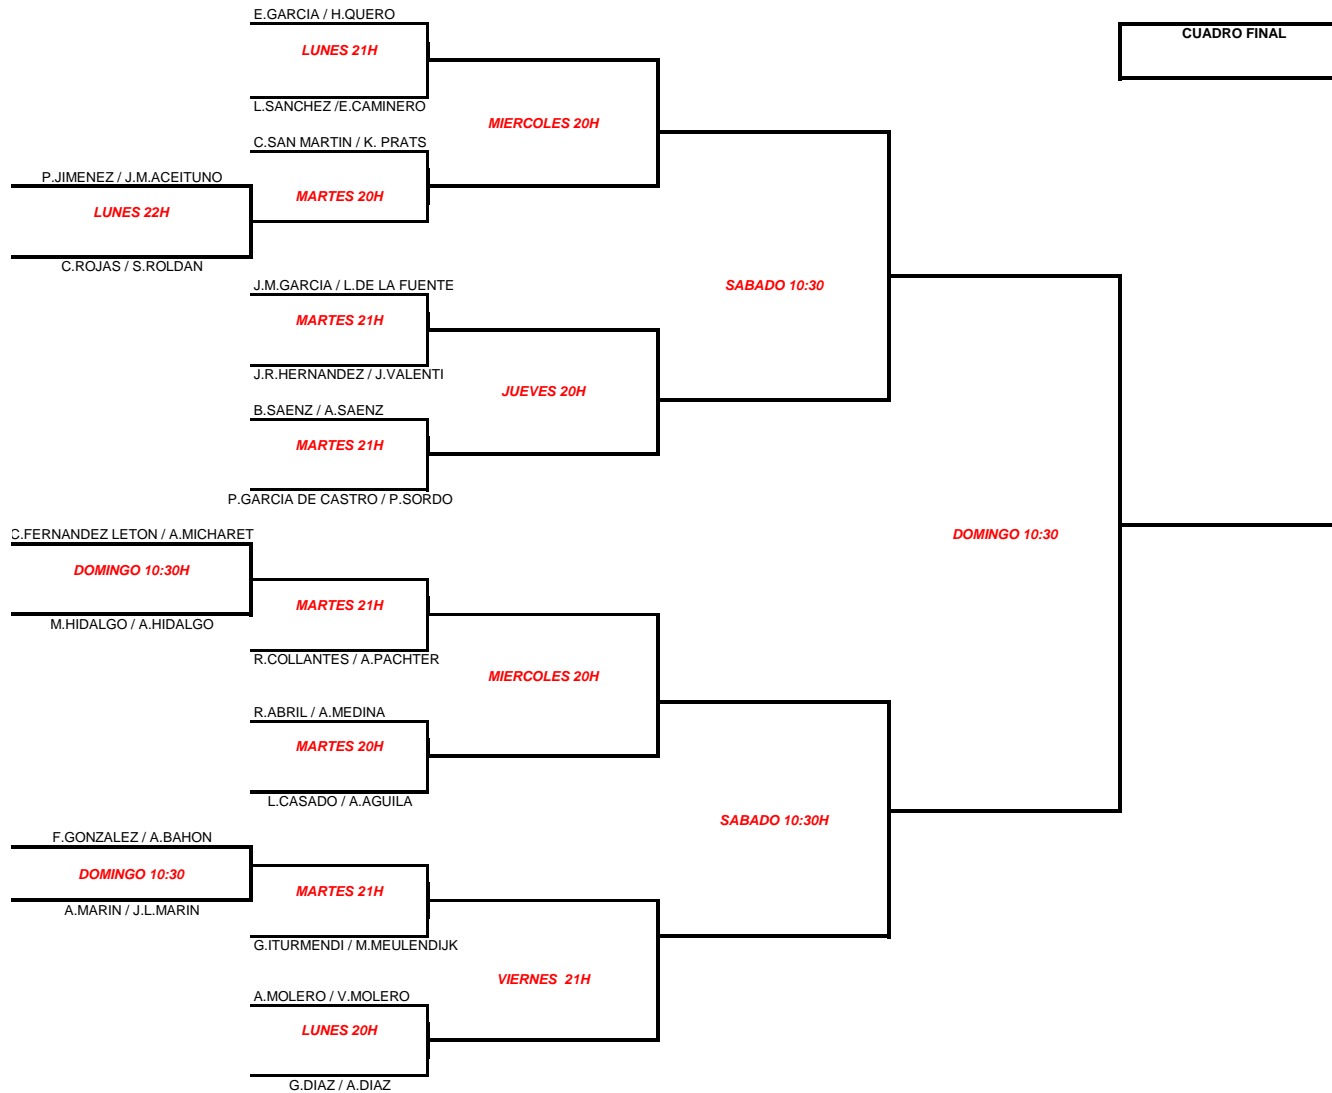 E.GARCIA / H.QUERO
CUADRO FINAL
LUNES 21H
L.SANCHEZ /E.CAMINERO
MIERCOLES 20H
C.SAN MARTIN / K. PRATS
P.JIMENEZ / J.M.ACEITUNO
MARTES 20H
LUNES 22H
C.ROJAS / S.ROLDAN
J.M.GARCIA / L.DE LA FUENTE
SABADO 10:30
MARTES 21H
J.R.HERNANDEZ / J.VALENTI
JUEVES 20H
B.SAENZ / A.SAENZ
MARTES 21H
P.GARCIA DE CASTRO / P.SORDO
C.FERNANDEZ LETON / A.MICHARET
DOMINGO 10:30
DOMINGO 10:30H
MARTES 21H
M.HIDALGO / A.HIDALGO
R.COLLANTES / A.PACHTER
MIERCOLES 20H
R.ABRIL / A.MEDINA
MARTES 20H
L.CASADO / A.AGUILA
SABADO 10:30H
F.GONZALEZ / A.BAHON
DOMINGO 10:30
MARTES 21H
A.MARIN / J.L.MARIN
G.ITURMENDI / M.MEULENDIJK
VIERNES  21H
A.MOLERO / V.MOLERO
LUNES 20H
G.DIAZ / A.DIAZ